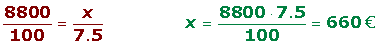 8800/100 = x/7.5    x = 8800 · 7.5/100 = 660 €